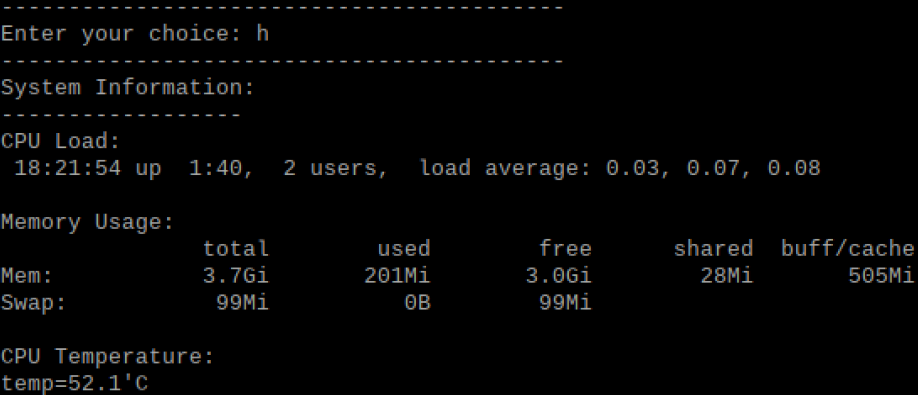 ------------------------------------------
Enter your choice: h
------------------------------------------
System Information:
------------------
CPU Load:
 18:21:54 up  1:40,  2 users,  load average: 0.03, 0.07, 0.08

Memory Usage:
               total        used        free      shared  buff/cache
Mem:           3.7Gi       201Mi       3.0Gi        28Mi       505Mi
Swap:           99Mi          0B        99Mi

CPU Temperature:
temp=52.1'C